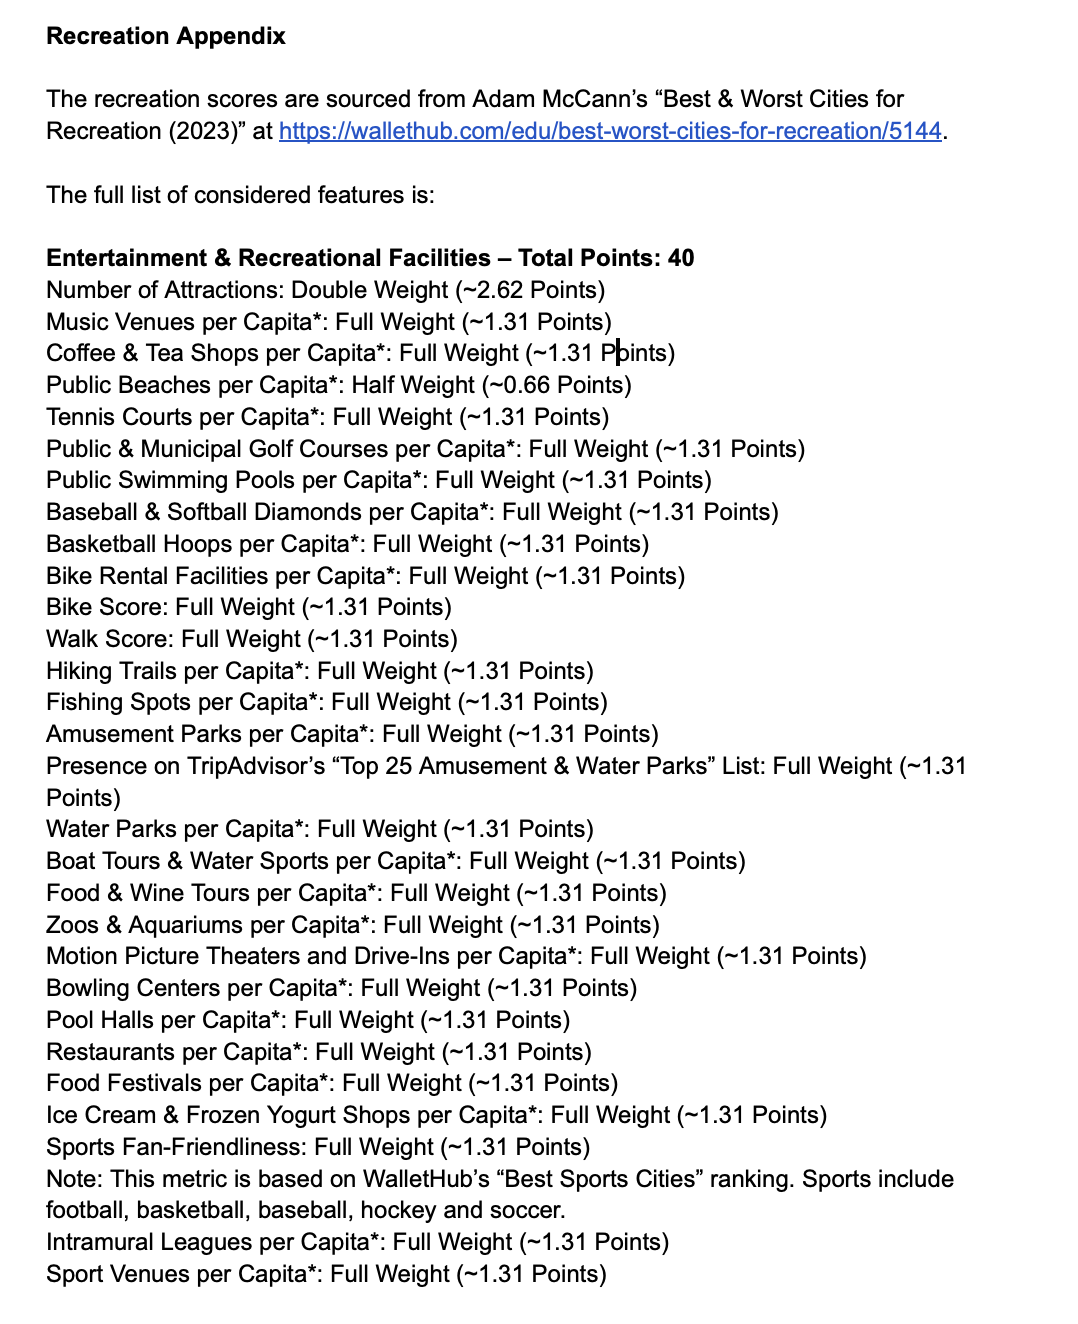 Recreation Appendix
The recreation scores are sourced from Adam McCann’s “Best & Worst Cities for
Recreation (2023)” at https://wallethub.com/edu/best-worst-cities-for-recreation/5144.
The full list of considered features is:
Entertainment & Recreational Facilities – Total Points: 40
Number of Attractions: Double Weight (~2.62 Points)
Music Venues per Capita*: Full Weight (~1.31 Points)
Coffee & Tea Shops per Capita*: Full Weight (~1.31 Points)
Public Beaches per Capita*: Half Weight (~0.66 Points)
Tennis Courts per Capita*: Full Weight (~1.31 Points)
Public & Municipal Golf Courses per Capita*: Full Weight (~1.31 Points)
Public Swimming Pools per Capita*: Full Weight (~1.31 Points)
Baseball & Softball Diamonds per Capita*: Full Weight (~1.31 Points)
Basketball Hoops per Capita*: Full Weight (~1.31 Points)
Bike Rental Facilities per Capita*: Full Weight (~1.31 Points)
Bike Score: Full Weight (~1.31 Points)
Walk Score: Full Weight (~1.31 Points)
Hiking Trails per Capita*: Full Weight (~1.31 Points)
Fishing Spots per Capita*: Full Weight (~1.31 Points)
Amusement Parks per Capita*: Full Weight (~1.31 Points)
Presence on TripAdvisor’s “Top 25 Amusement & Water Parks” List: Full Weight (~1.31
Points)
Water Parks per Capita*: Full Weight (~1.31 Points)
Boat Tours & Water Sports per Capita*: Full Weight (~1.31 Points)
Food & Wine Tours per Capita*: Full Weight (~1.31 Points)
Zoos & Aquariums per Capita*: Full Weight (~1.31 Points)
Motion Picture Theaters and Drive-Ins per Capita*: Full Weight (~1.31 Points)
Bowling Centers per Capita*: Full Weight (~1.31 Points)
Pool Halls per Capita*: Full Weight (~1.31 Points)
Restaurants per Capita*: Full Weight (~1.31 Points)
Food Festivals per Capita*: Full Weight (~1.31 Points)
Ice Cream & Frozen Yogurt Shops per Capita*: Full Weight (~1.31 Points)
Sports Fan-Friendliness: Full Weight (~1.31 Points)
Note: This metric is based on WalletHub’s “Best Sports Cities” ranking. Sports include
football, basketball, baseball, hockey and soccer.
Intramural Leagues per Capita*: Full Weight (~1.31 Points)
Sport Venues per Capita*: Full Weight (~1.31 Points)